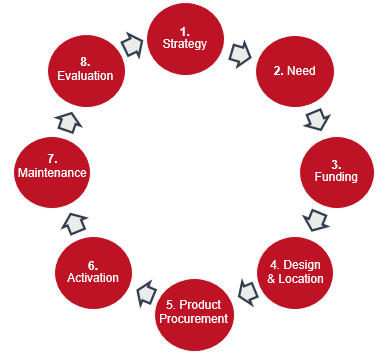 1.
Strategy
2. Need
3.
Funding
4. Design
& Location
5. Product
Procurement
6.
Activation
7.
Maintenance
8.
Evaluation